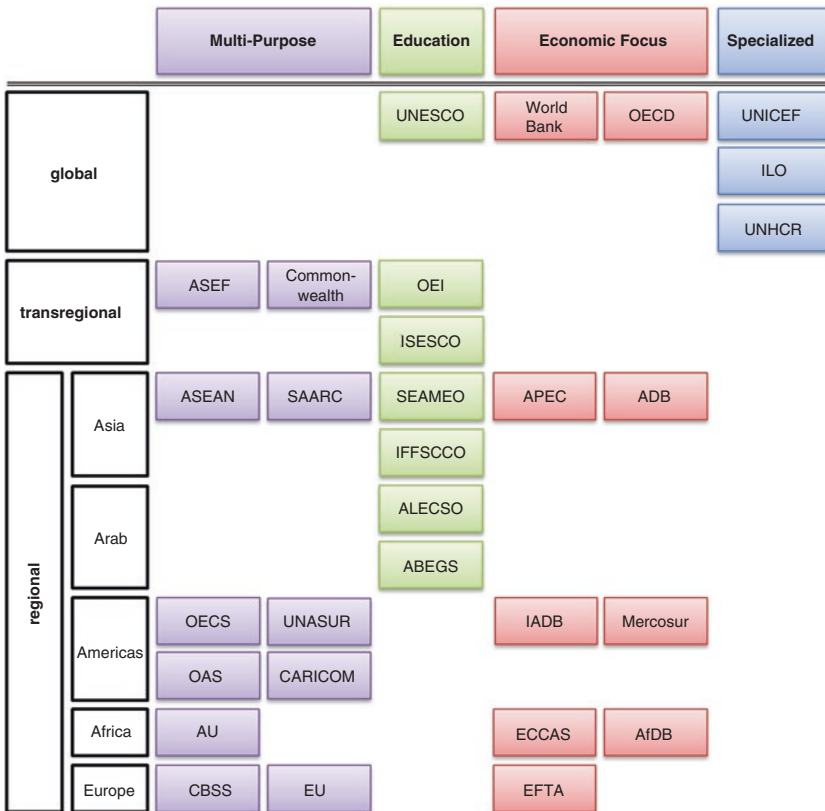 Multi-Purpose Education Economic Focus Specialized
global UNESCO World Bank OECD UNICEF
ILO
UNHCR
transregional ASEF Common-
wealth OEI
ISESCO
regional
Asia ASEAN SAARC SEAMEO APEC ADB
IFFSCCO
Arab ALECSO
ABEGS
Americas OECS UNASUR IADB Mercosur
OAS CARICOM
Africa AU ECCAS AfDB
Europe CBSS EU EFTA